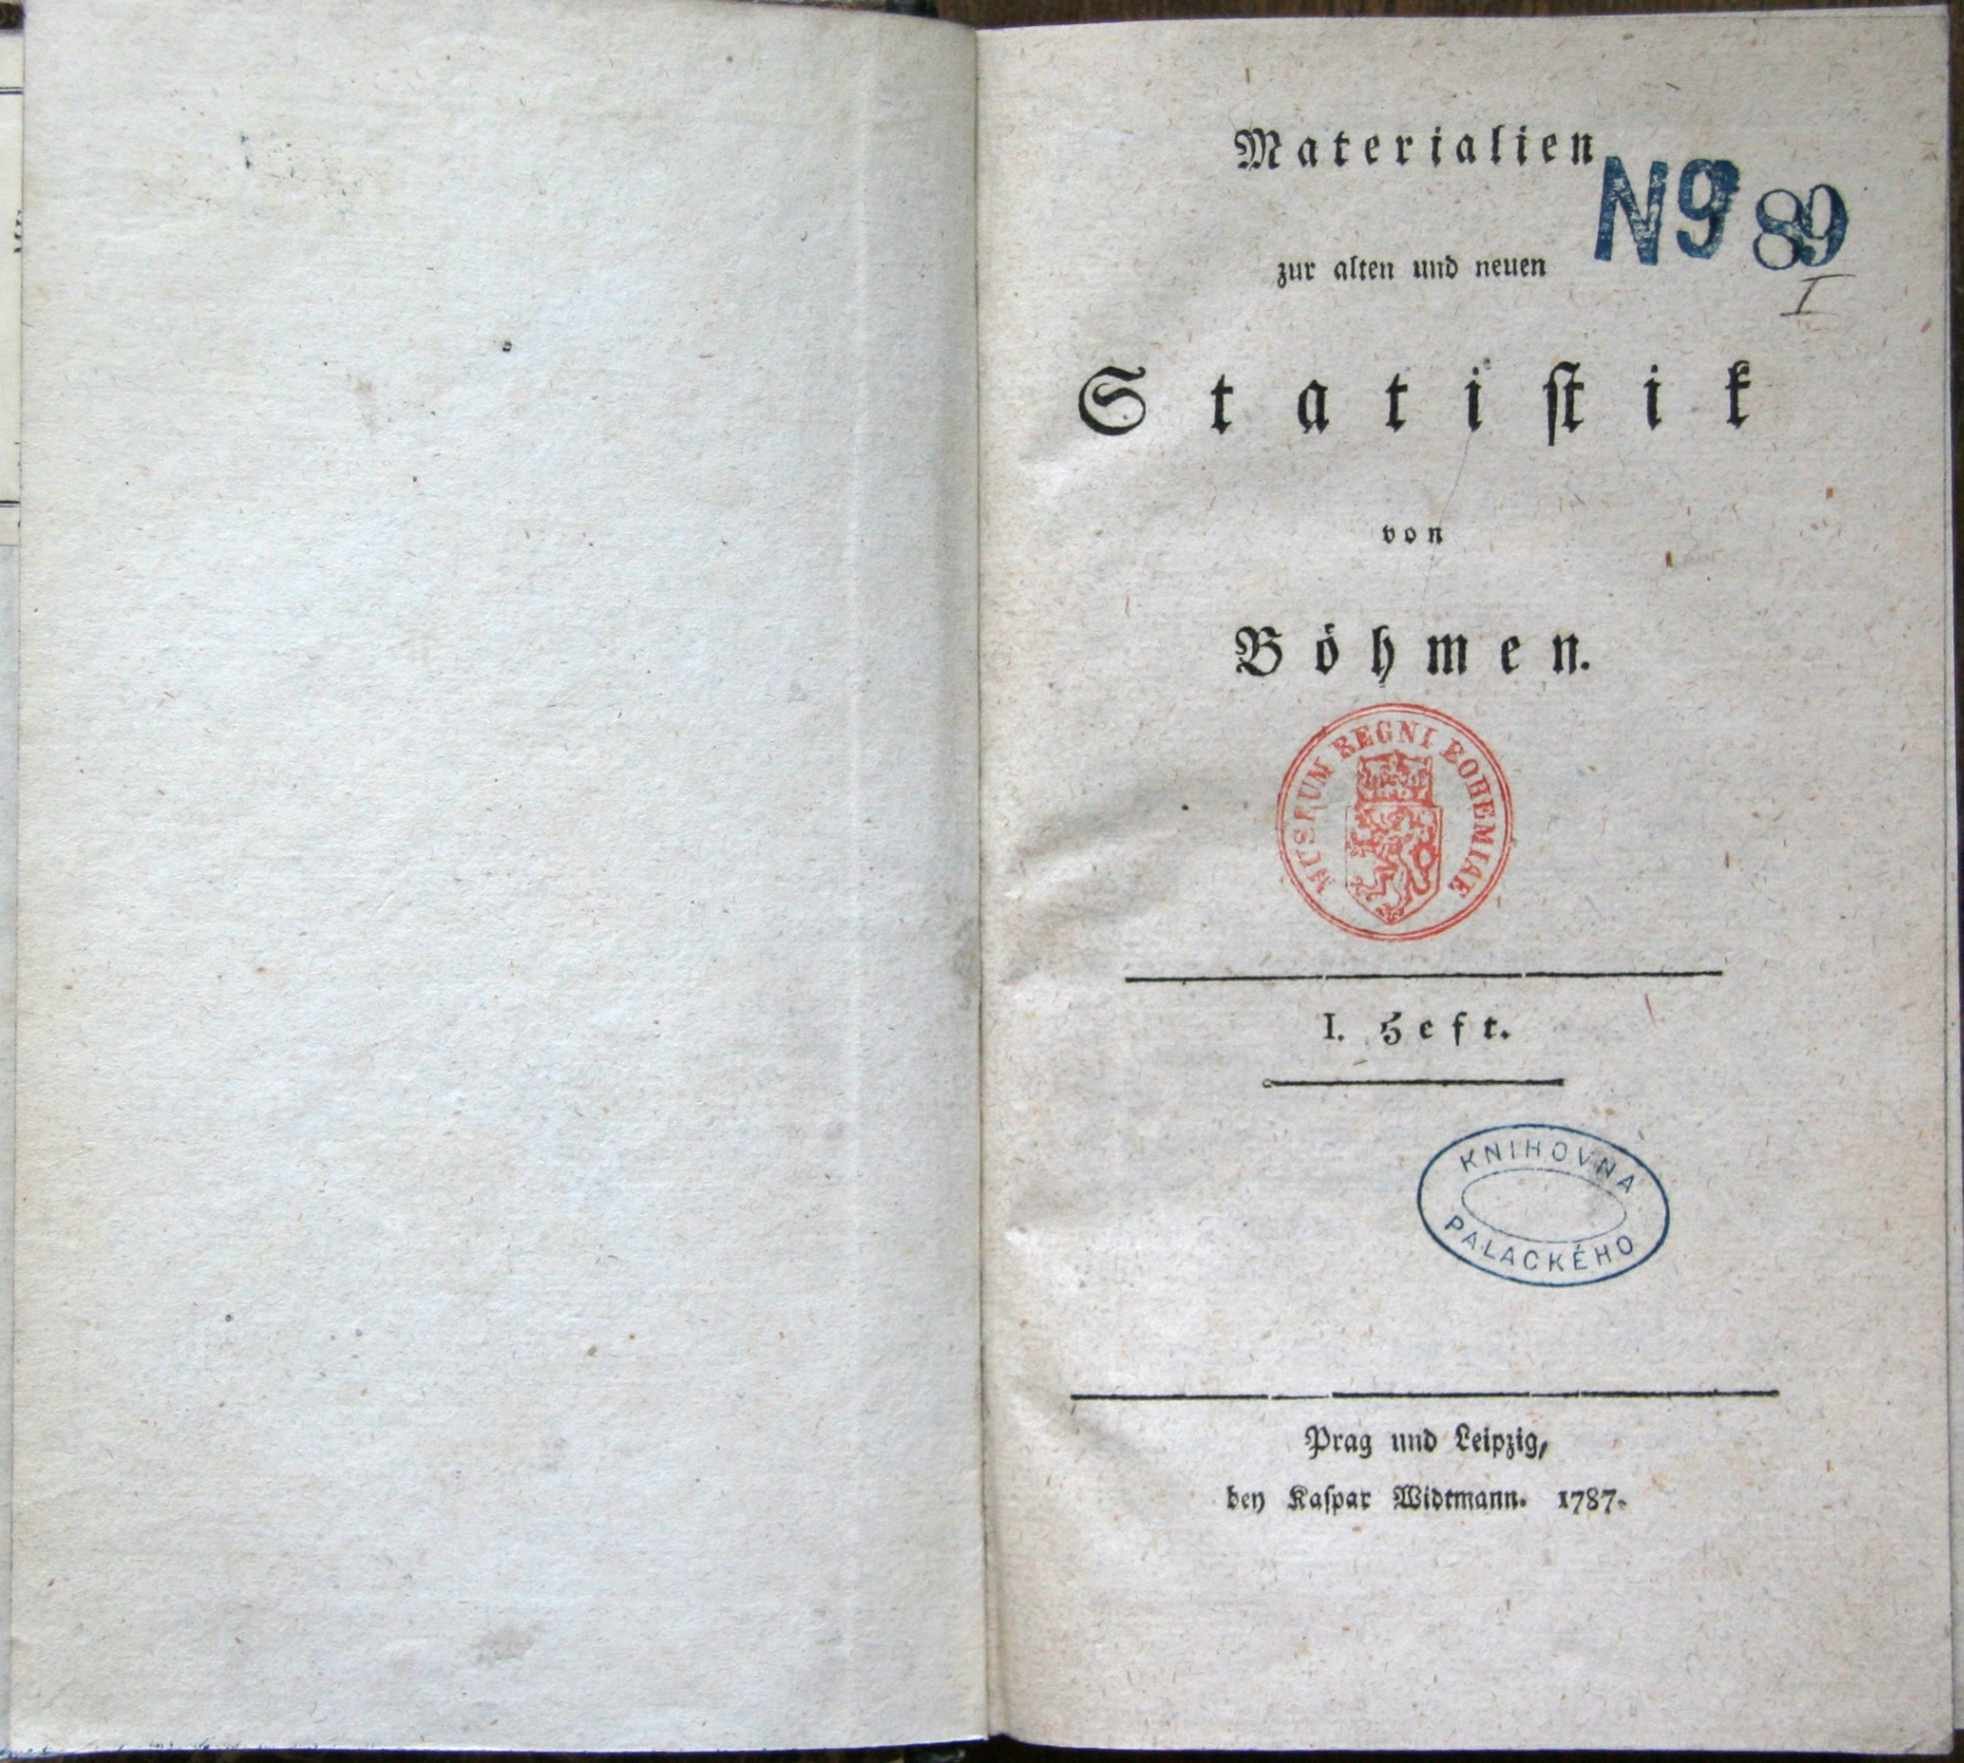 Materialien
N9 89
I
zur alten und neuen
Statiſtik
von
Böhmen.
MUSEUM REGNI BOHEMIAE
I. Heft.
KNIHOVNA
PALACKÉHO
Prag und Leipzig,
bey Kaſpar Widtmann. 1787.